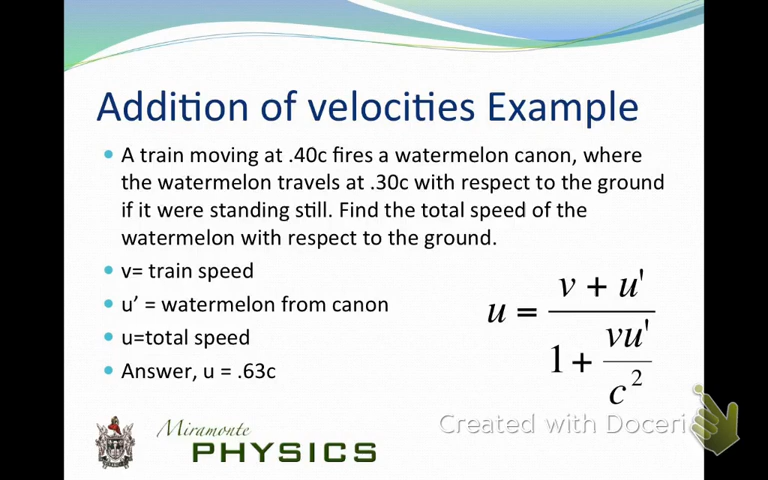 Addition of velocities Example
• A train moving at .40c fires a watermelon canon, where
the watermelon travels at .30c with respect to the ground
if it were standing still. Find the total speed of the
watermelon with respect to the ground.
• v= train speed
• u’ = watermelon from canon
• u=total speed
• Answer, u = .63c
v + u'
u =
vu'
1 +
c²
Miramonte
PHYSICS
Created with Doceri